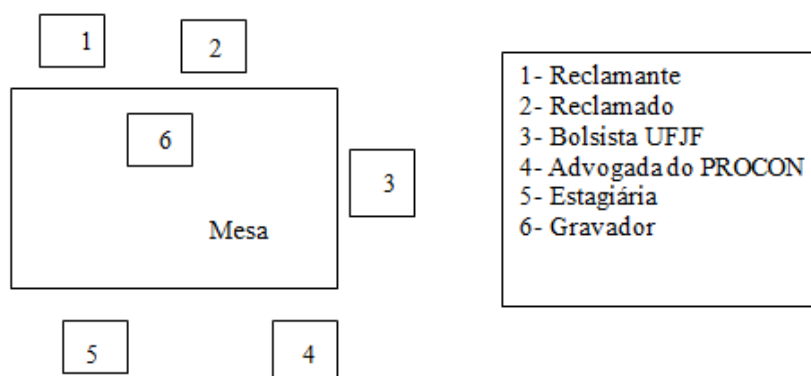 1
2
6
3
Mesa
5
4
1- Reclamante
2- Reclamado
3- Bolsista UFJF
4- Advogada do PROCON
5- Estagiária
6- Gravador